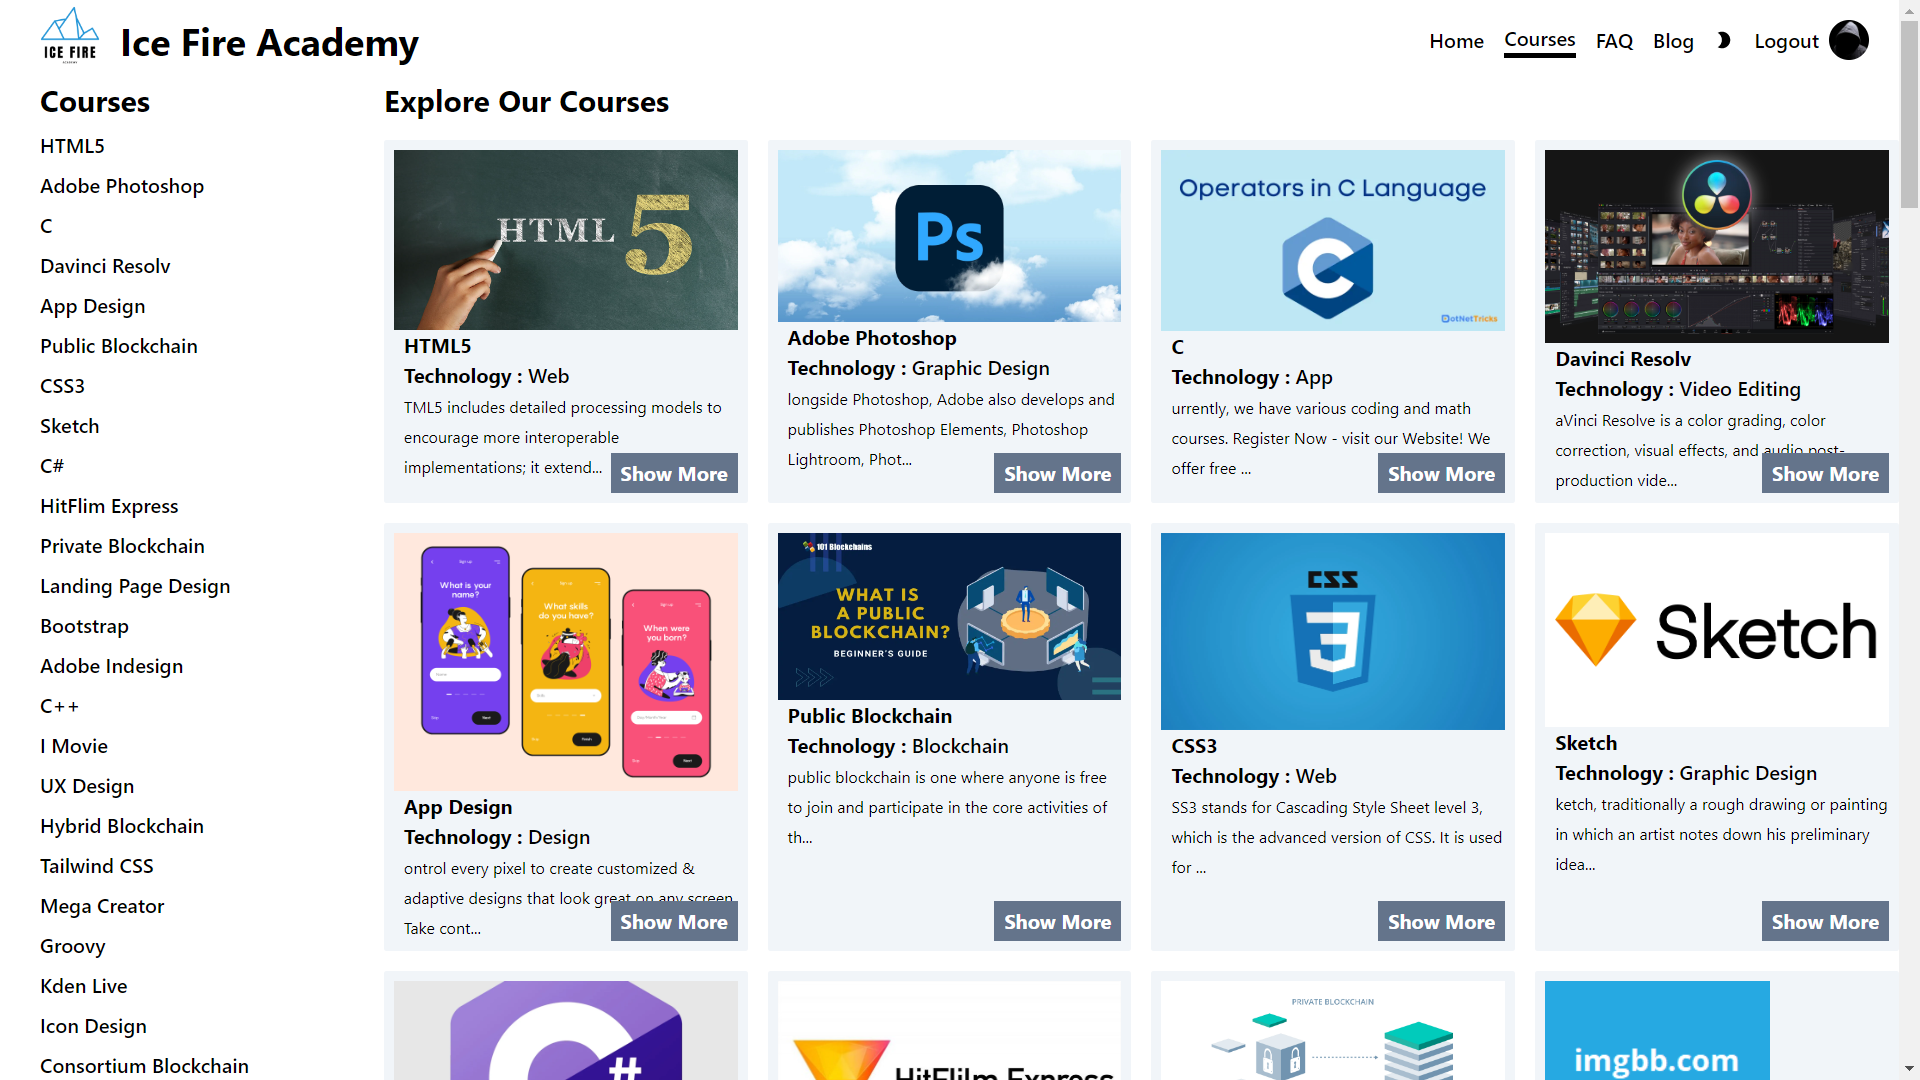 ICE FIRE
Ice Fire Academy
Home
Courses
FAQ
Blog
Logout
Courses
HTML5
Adobe Photoshop
C
Davinci Resolv
App Design
Public Blockchain
CSS3
Sketch
C#
HitFlim Express
Private Blockchain
Landing Page Design
Bootstrap
Adobe Indesign
C++
I Movie
UX Design
Hybrid Blockchain
Tailwind CSS
Mega Creator
Groovy
Kden Live
Icon Design
Consortium Blockchain
Explore Our Courses
HTML 5
HTML5
Technology : Web
TML5 includes detailed processing models to
encourage more interoperable
implementations; it extend...
Show More
Ps
Adobe Photoshop
Technology : Graphic Design
longside Photoshop, Adobe also develops and
publishes Photoshop Elements, Photoshop
Lightroom, Phot...
Show More
Operators in C Language
C
DotNetTricks
C
Technology : App
urrently, we have various coding and math
courses. Register Now - visit our Website! We
offer free ...
Show More
Davinci Resolv
Technology : Video Editing
aVinci Resolve is a color grading, color
correction, visual effects, and audio post-
production vide...
Show More
What is your
name?
Next
What skills
do you have?
When were
you born?
Next
App Design
Technology : Design
ontrol every pixel to create customized &
adaptive designs that look great on any screen
Take cont...
Show More
101 Blockchains
WHAT IS
A PUBLIC
BLOCKCHAIN?
BEGINNER'S GUIDE
Public Blockchain
Technology : Blockchain
public blockchain is one where anyone is free
to join and participate in the core activities of
th...
Show More
CSS
3
CSS3
Technology : Web
SS3 stands for Cascading Style Sheet level 3,
which is the advanced version of CSS. It is used
for ...
Show More
Sketch
Sketch
Technology : Graphic Design
ketch, traditionally a rough drawing or painting
in which an artist notes down his preliminary
idea...
Show More
C#
HitFlilm Express
PRIVATE BLOCKCHAIN
imgbb.com